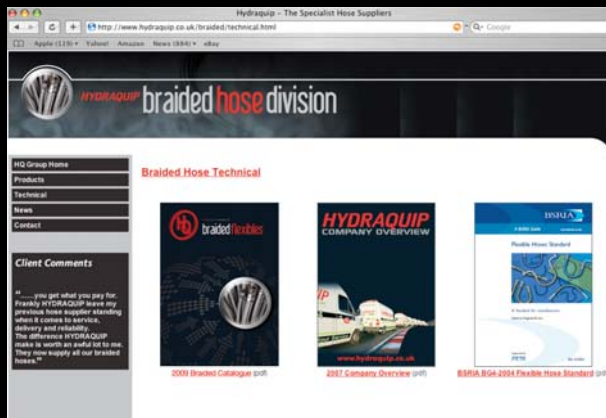 Hydraquip - The Specialist Hose Suppliers
http://www.hydraquip.co.uk/braided/technical.html
Google
Apple (119) Yahoo! Amazon News (884) eBay
HYDRAQUIP braided hose division
HQ Group Home
Products
Technical
News
Contact
Braided Hose Technical
braided flexibles
HYDRAQUIP
COMPANY OVERVIEW
www.hydraquip.co.uk
BSRIA
A BSRIA Guide
Flexible Hoses Standard
Client Comments
“......you get what you pay for.
Frankly HYDRAQUIP leave my
previous hose supplier standing
when it comes to service,
delivery and reliability.
The difference HYDRAQUIP
make is worth an awful lot to me.
They now supply all our braided
hoses.”
2009 Braided Catalogue (pdf)
2007 Company Overview (pdf)
BSRIA BG4-2004 Flexible Hose Standard (pd